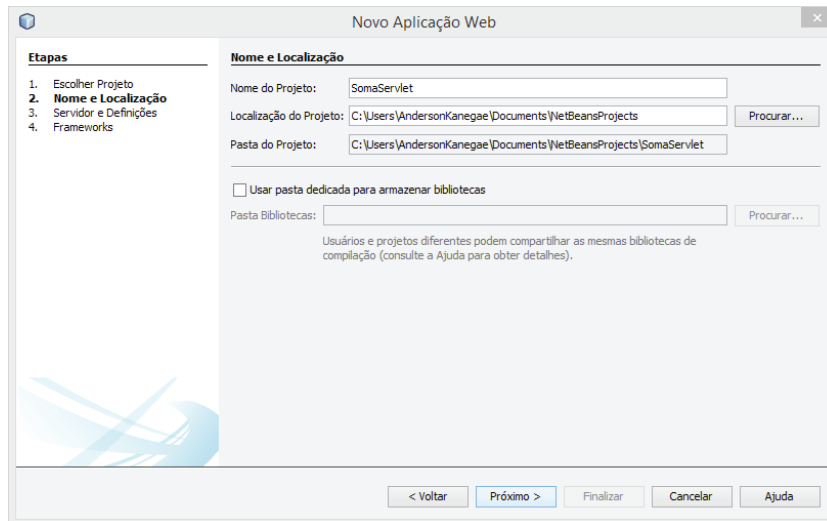 Novo Aplicação Web
Etapas
1. Escolher Projeto
2. Nome e Localização
3. Servidor e Definições
4. Frameworks
Nome e Localização
Nome do Projeto: SomaServlet
Localização do Projeto: C:\Users\AndersonKanegae\Documents\NetBeansProjects Procurar...
Pasta do Projeto: C:\Users\AndersonKanegae\Documents\NetBeansProjects\SomaServlet
Usar pasta dedicada para armazenar bibliotecas
Pasta Bibliotecas: Procurar...
Usuários e projetos diferentes podem compartilhar as mesmas bibliotecas de
compilação (consulte a Ajuda para obter detalhes).
< Voltar Próximo > Finalizar Cancelar Ajuda